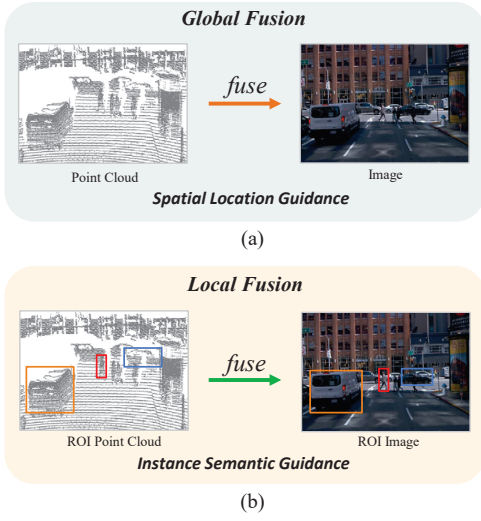 Global Fusion
fuse
Point Cloud
Image
Spatial Location Guidance
(a)
Local Fusion
fuse
ROI Point Cloud
ROI Image
Instance Semantic Guidance
(b)